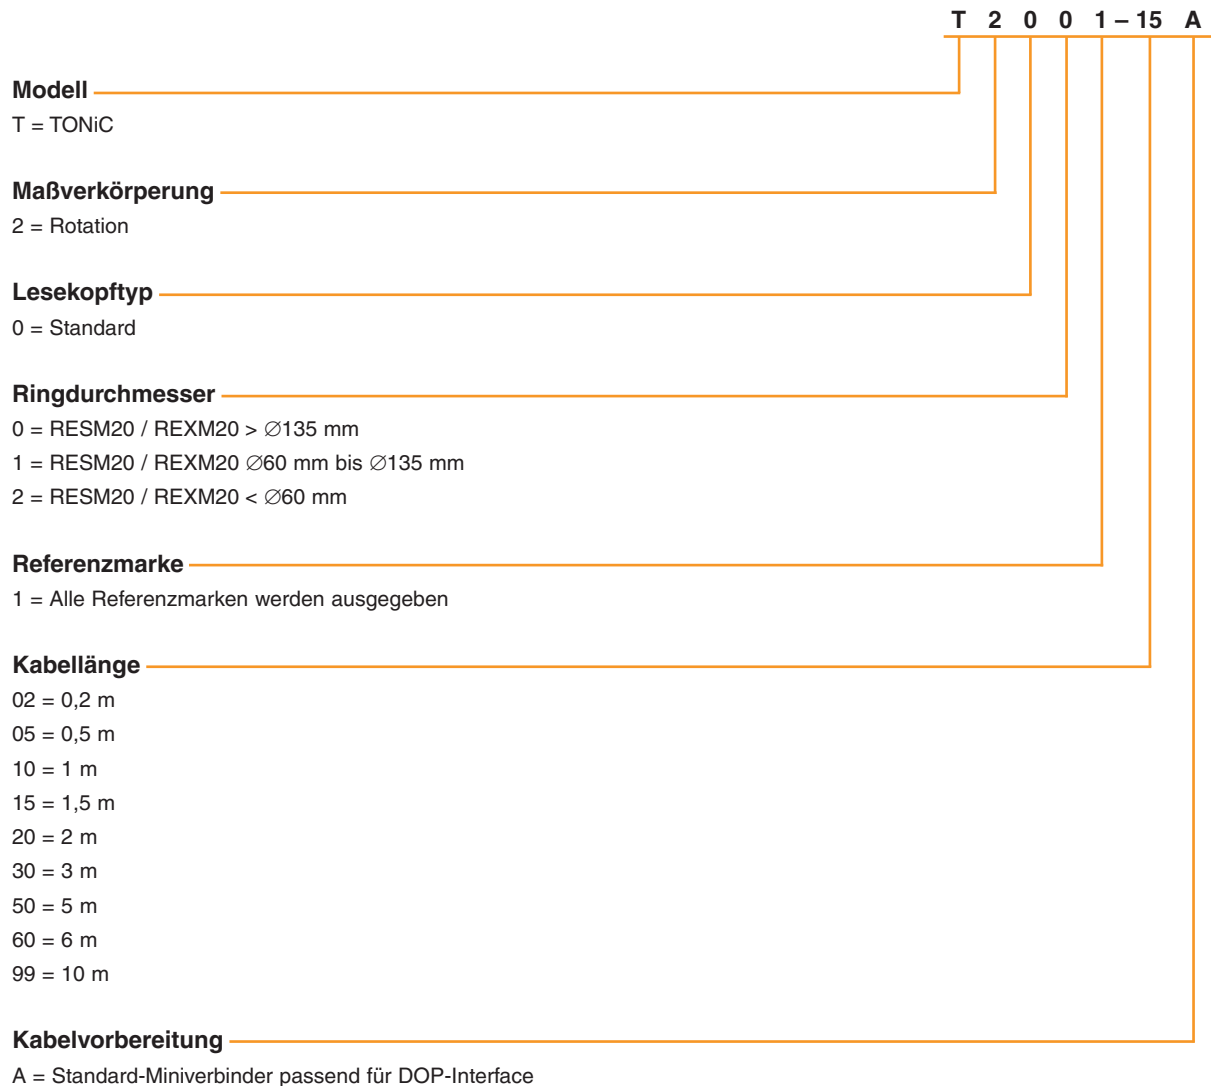 T 2 0 0 1 – 15 A
Modell
T = TONiC
Maßverkörperung
2 = Rotation
Lesekopftyp
0 = Standard
Ringdurchmesser
0 = RESM20 / REXM20 > ∅135 mm
1 = RESM20 / REXM20 ∅60 mm bis ∅135 mm
2 = RESM20 / REXM20 < ∅60 mm
Referenzmarke
1 = Alle Referenzmarken werden ausgegeben
Kabellänge
02 = 0,2 m
05 = 0,5 m
10 = 1 m
15 = 1,5 m
20 = 2 m
30 = 3 m
50 = 5 m
60 = 6 m
99 = 10 m
Kabelvorbereitung
A = Standard-Miniverbinder passend für DOP-Interface